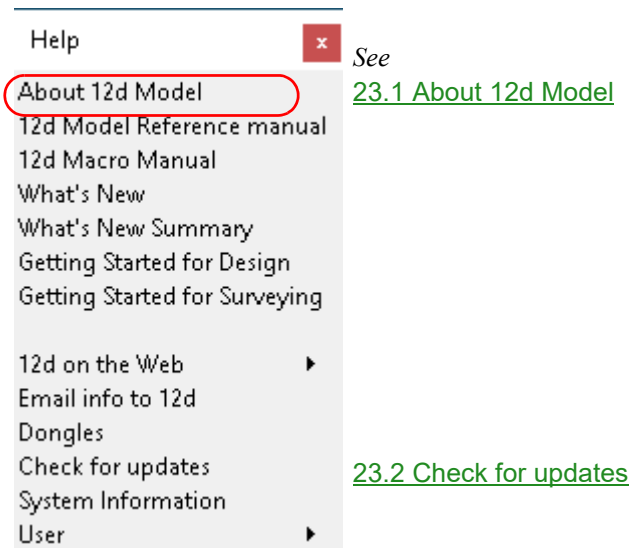 Help x
See
About 12d Model 23.1 About 12d Model
12d Model Reference manual
12d Macro Manual
What's New
What's New Summary
Getting Started for Design
Getting Started for Surveying
12d on the Web
Email info to 12d
Dongles
Check for updates 23.2 Check for updates
System Information
User